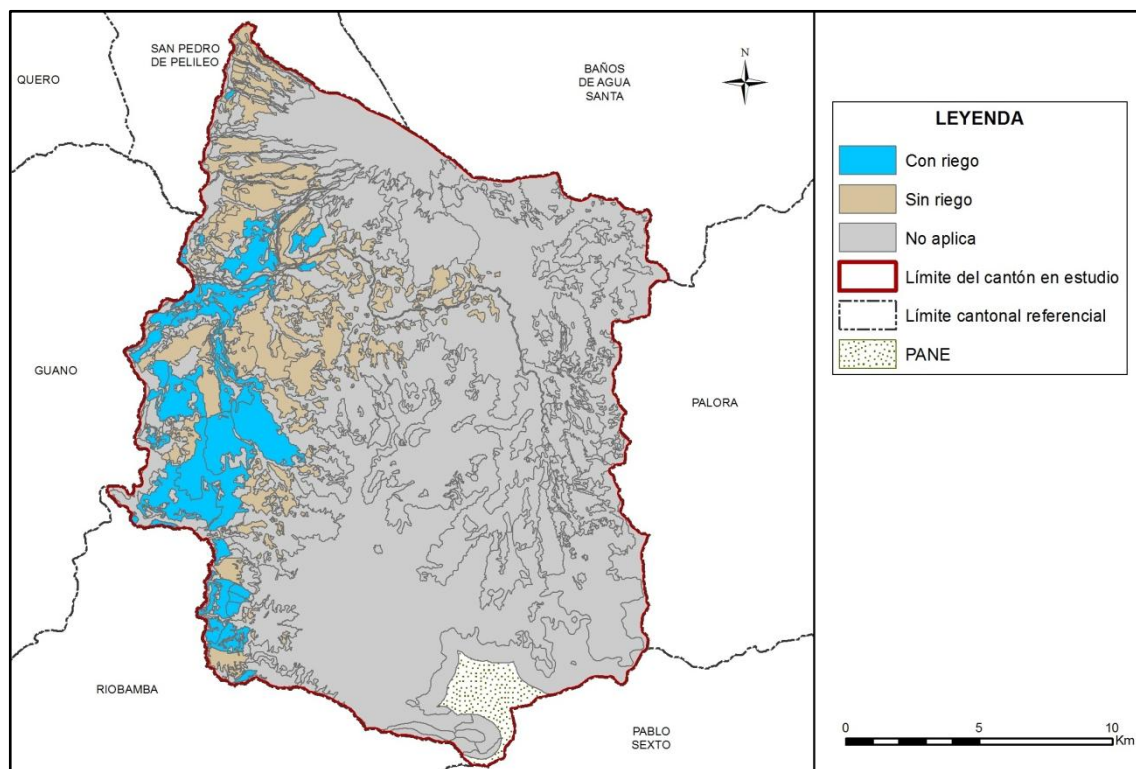 SAN PEDRO
DE PELILEO
QUERO
BAÑOS
DE AGUA
SANTA
N
GUANO
PALORA
RIOBAMBA
PABLO
SEXTO
LEYENDA
Con riego
Sin riego
No aplica
Límite del cantón en estudio
Límite cantonal referencial
PANE
0 5 10
Km